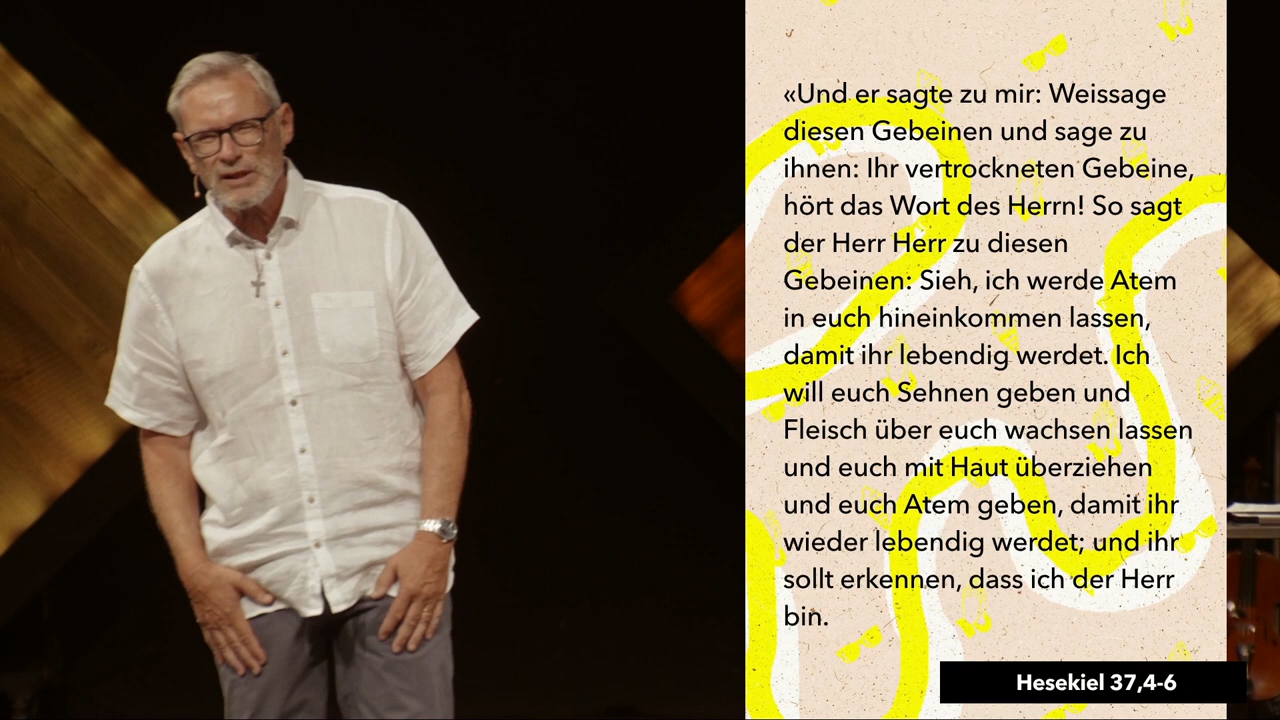 «Und er sagte zu mir: Weissage
diesen Gebeinen und sage zu
ihnen: Ihr vertrockneten Gebeine,
hört das Wort des Herrn! So sagt
der Herr Herr zu diesen
Gebeinen: Sieh, ich werde Atem
in euch hineinkommen lassen,
damit ihr lebendig werdet. Ich
will euch Sehnen geben und
Fleisch über euch wachsen lassen
und euch mit Haut überziehen
und euch Atem geben, damit ihr
wieder lebendig werdet; und ihr
sollt erkennen, dass ich der Herr
bin.
Hesekiel 37,4-6